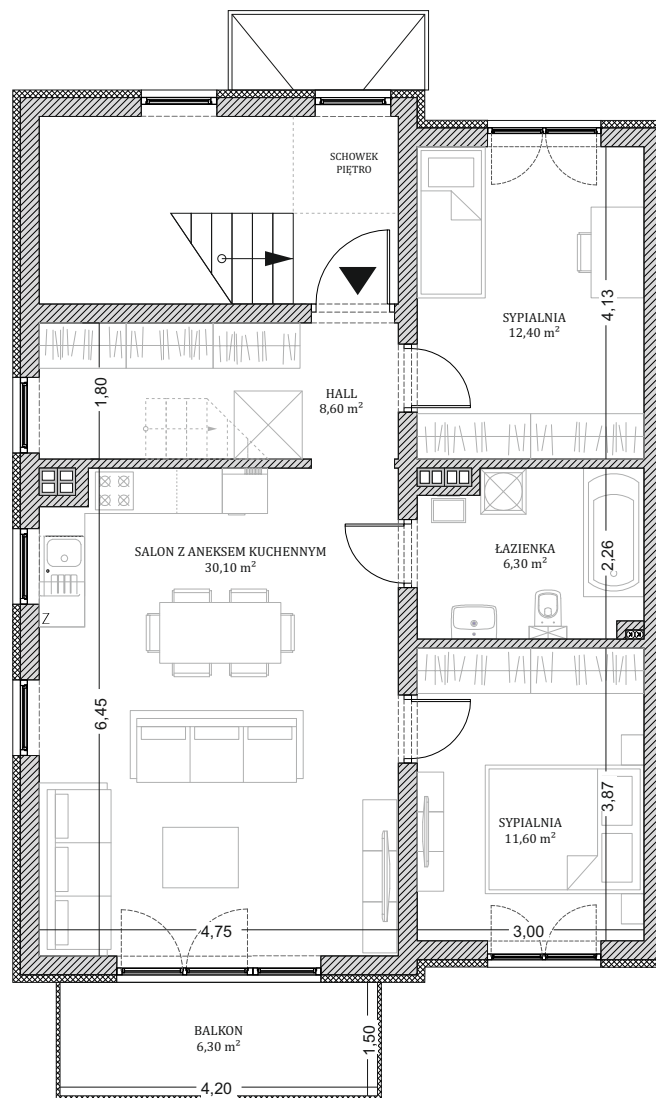 SCHOWEK
PIĘTRO
SYPIALNIA
12,40 m²
4,13
1,80
HALL
8,60 m²
SALON Z ANEKSEM KUCHENNYM
30,10 m²
ŁAZIENKA
6,30 m²
2,26
Z
6,45
SYPIALNIA
11,60 m²
3,87
4,75
3,00
BALKON
6,30 m²
1,50
4,20